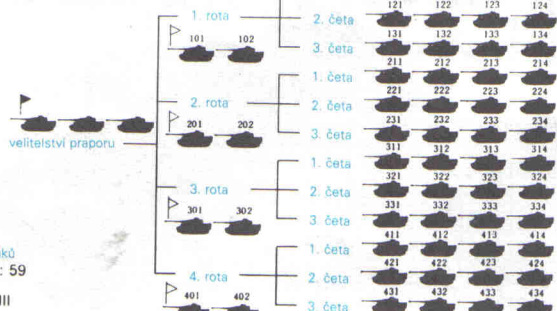 121 122 123 124
1. rota
2. četa
101 102
131 132 133 134
3. četa
211 212 213 214
1. četa
221 222 223 224
2. rota
2. četa
201 202
231 232 233 234
3. četa
velitelství praporu
311 312 313 314
1. četa
321 322 323 324
3. rota
2. četa
301 302
331 332 333 334
3 četa
411 412 413 414
1. četa
: 59
421 422 423 424
4. rota
2. četa
401 402
431 432 433 434
3. četa